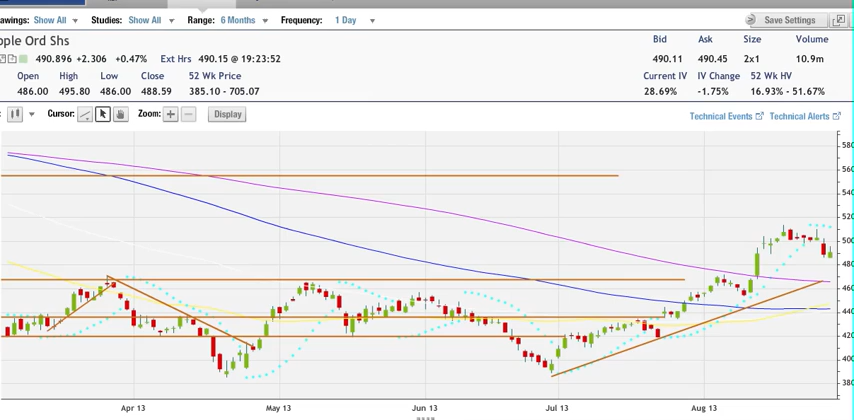 awings: Show All Studies: Show All Range: 6 Months Frequency: 1 Day Save Settings
pple Ord Shs
490.896 +2.306 +0.47% Ext Hrs 490.15 @ 19:23:52
Bid Ask Size Volume
490.11 490.45 2x1 10.9m
Open High Low Close 52 Wk Price
486.00 495.80 486.00 488.59 385.10 - 705.07
Current IV IV Change 52 Wk HV
28.69% -1.75% 16.93% - 51.67%
Cursor: Zoom: Display
Technical Events Technical Alerts
580
560
540
520
500
480
460
440
420
400
380
Apr 13 May 13 Jun 13 Jul 13 Aug 13